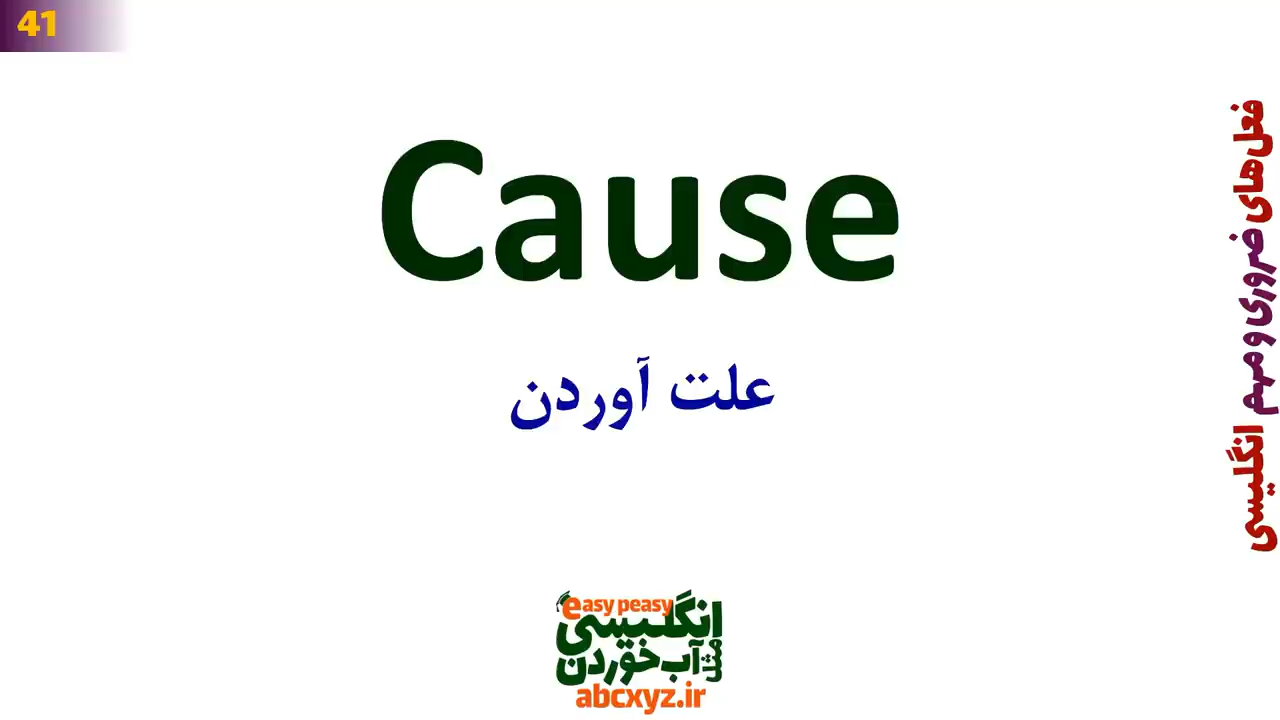 41
Cause
علت آوردن
فعل‌های ضروری و مهم انگلیسی
easy peasy
انگلیسی
مثل آب خوردن
abcxyz.ir